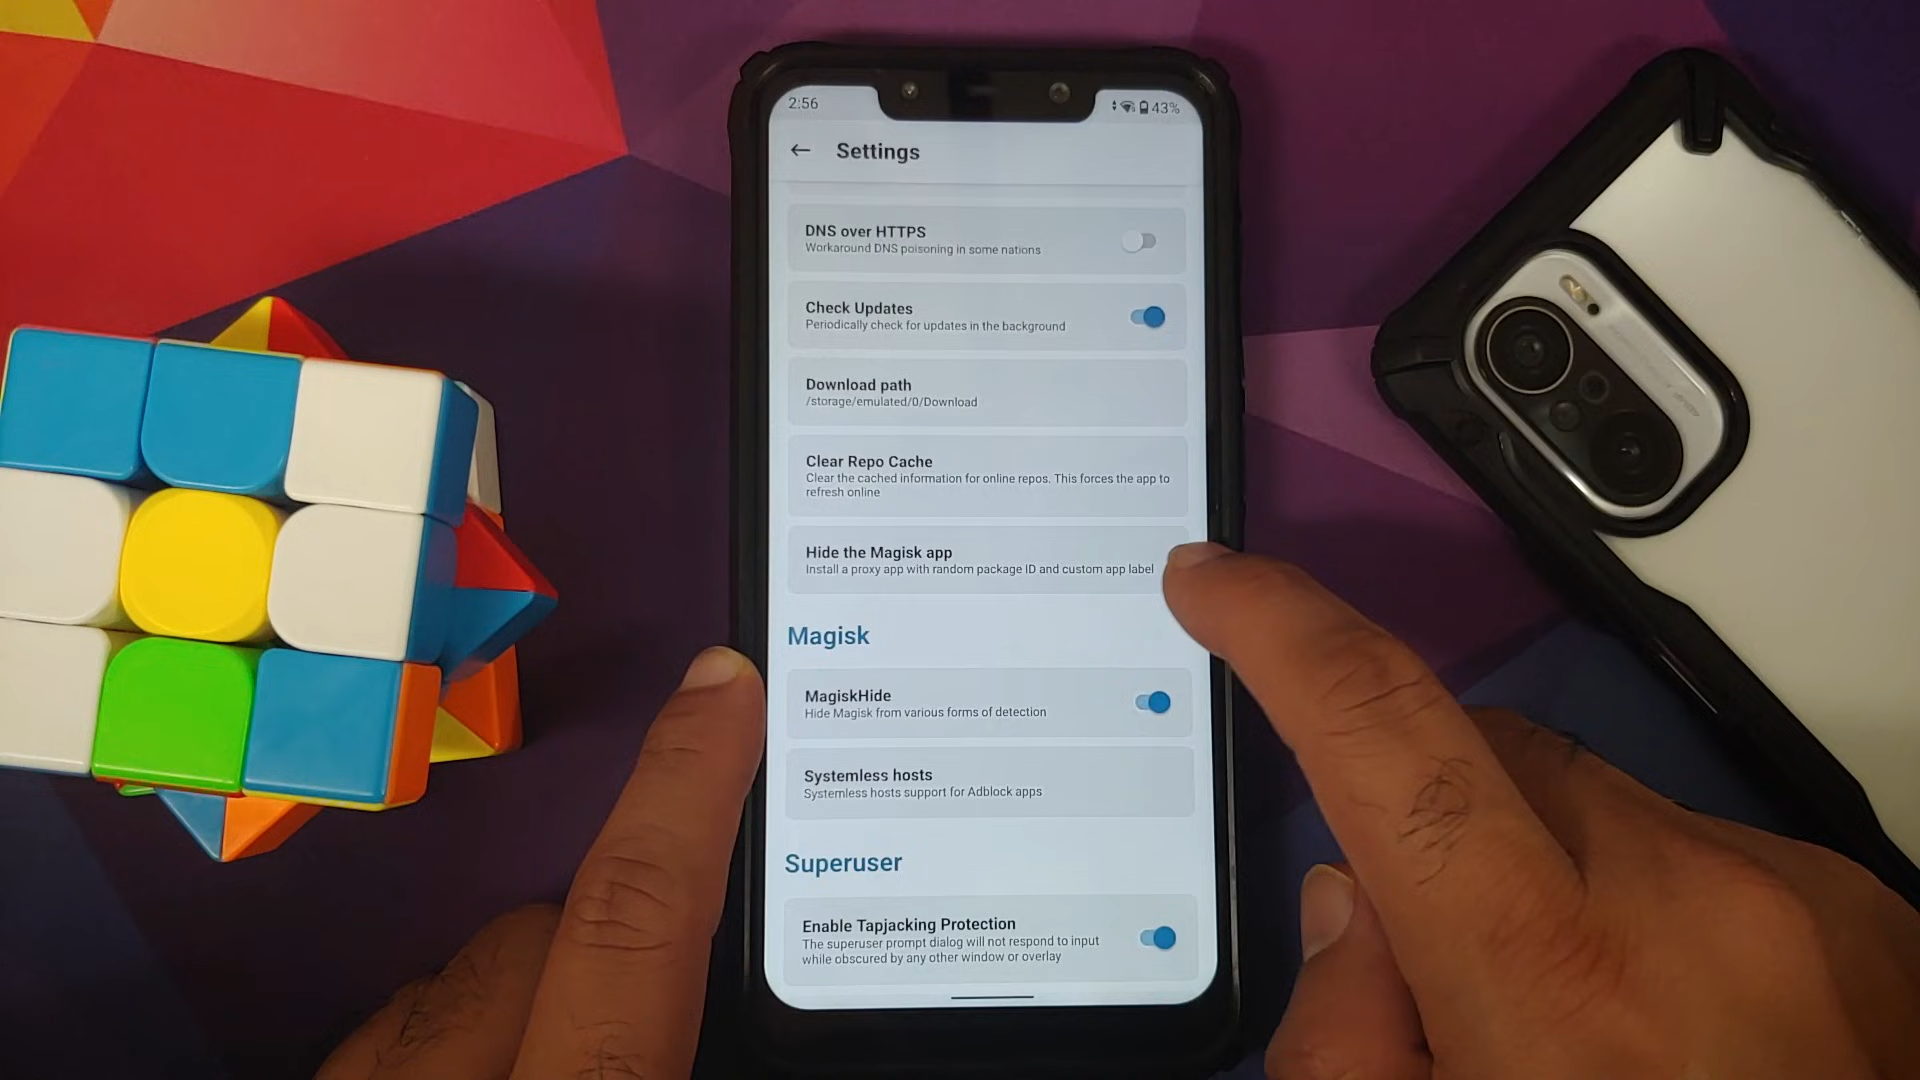 2:56
43%
Settings
DNS over HTTPS
Workaround DNS poisoning in some nations
Check Updates
Periodically check for updates in the background
Download path
/storage/emulated/0/Download
Clear Repo Cache
Clear the cached information for online repos. This forces the app to
refresh online
Hide the Magisk app
Install a proxy app with random package ID and custom app label
Magisk
MagiskHide
Hide Magisk from various forms of detection
Systemless hosts
Systemless hosts support for Adblock apps
Superuser
Enable Tapjacking Protection
The superuser prompt dialog will not respond to input
while obscured by any other window or overlay